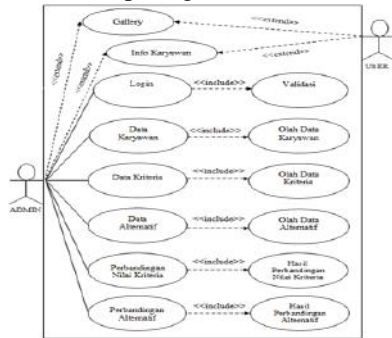 Gallery
<<extend>>
USER
Info Karyawan
<<extend>>
<<extend>>
<<extend>>
Login
<<include>>
Validasi
Data
Karyawan
<<include>>
Olah Data
Karyawan
ADMIN
Data Kriteria
<<include>>
Olah Data
Kriteria
Data
Alternatif
<<include>>
Olah Data
Alternatif
Perbandingan
Nilai Kriteria
<<include>>
Hasil
Perbandingan
Nilai Kriteria
Perbandingan
Alternatif
<<include>>
Hasil
Perbandingan
Alternatif